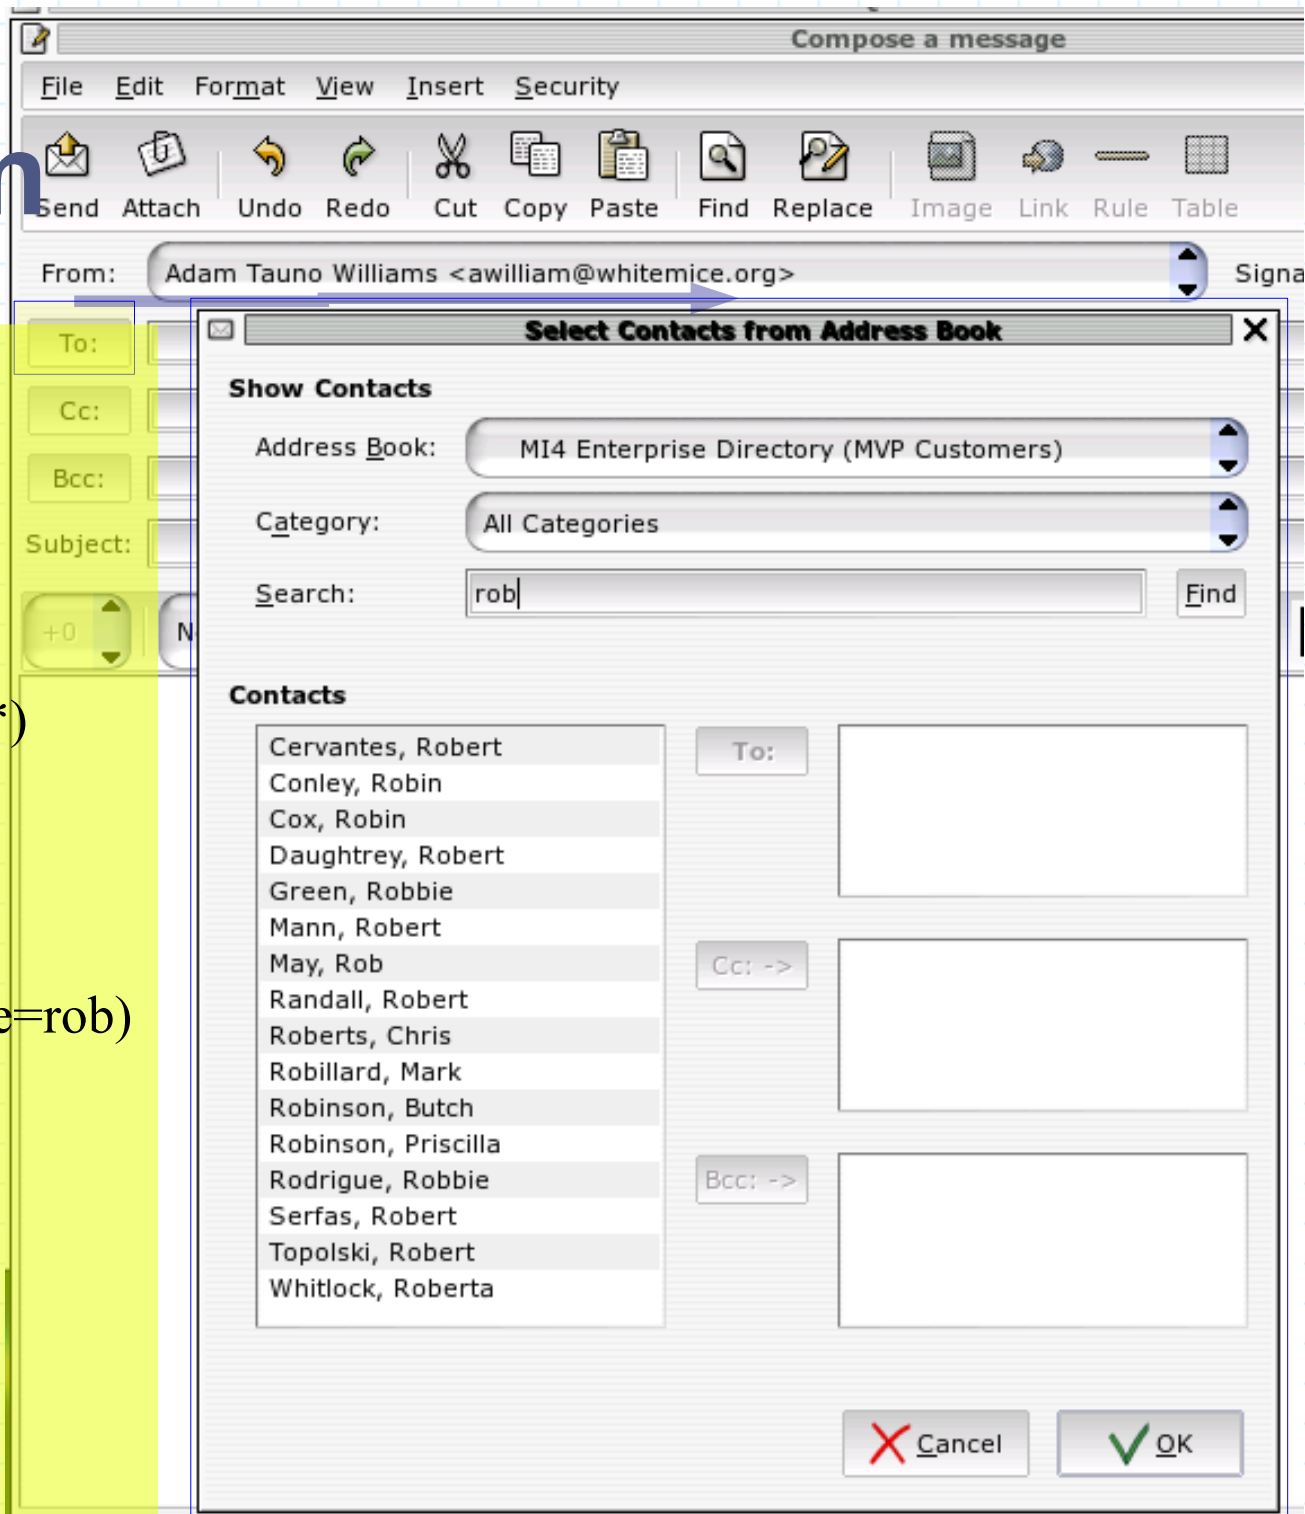 Compose a message
File Edit Format View Insert Security
n
Send Attach Undo Redo Cut Copy Paste Find Replace Image Link Rule Table
From: Adam Tauno Williams <awilliam@whitemice.org> Signa
To: Select Contacts from Address Book
Show Contacts
Cc:
Address Book: MI4 Enterprise Directory (MVP Customers)
Bcc:
Category: All Categories
Subject:
Search: rob Find
+0 N
Contacts
*)
Cervantes, Robert To:
Conley, Robin
Cox, Robin
Daughtrey, Robert
Green, Robbie
Mann, Robert
May, Rob Cc: ->
Randall, Robert
e=rob)
Roberts, Chris
Robillard, Mark
Robinson, Butch
Robinson, Priscilla
Rodrigue, Robbie Bcc: ->
Serfas, Robert
Topolski, Robert
Whitlock, Roberta
Cancel OK